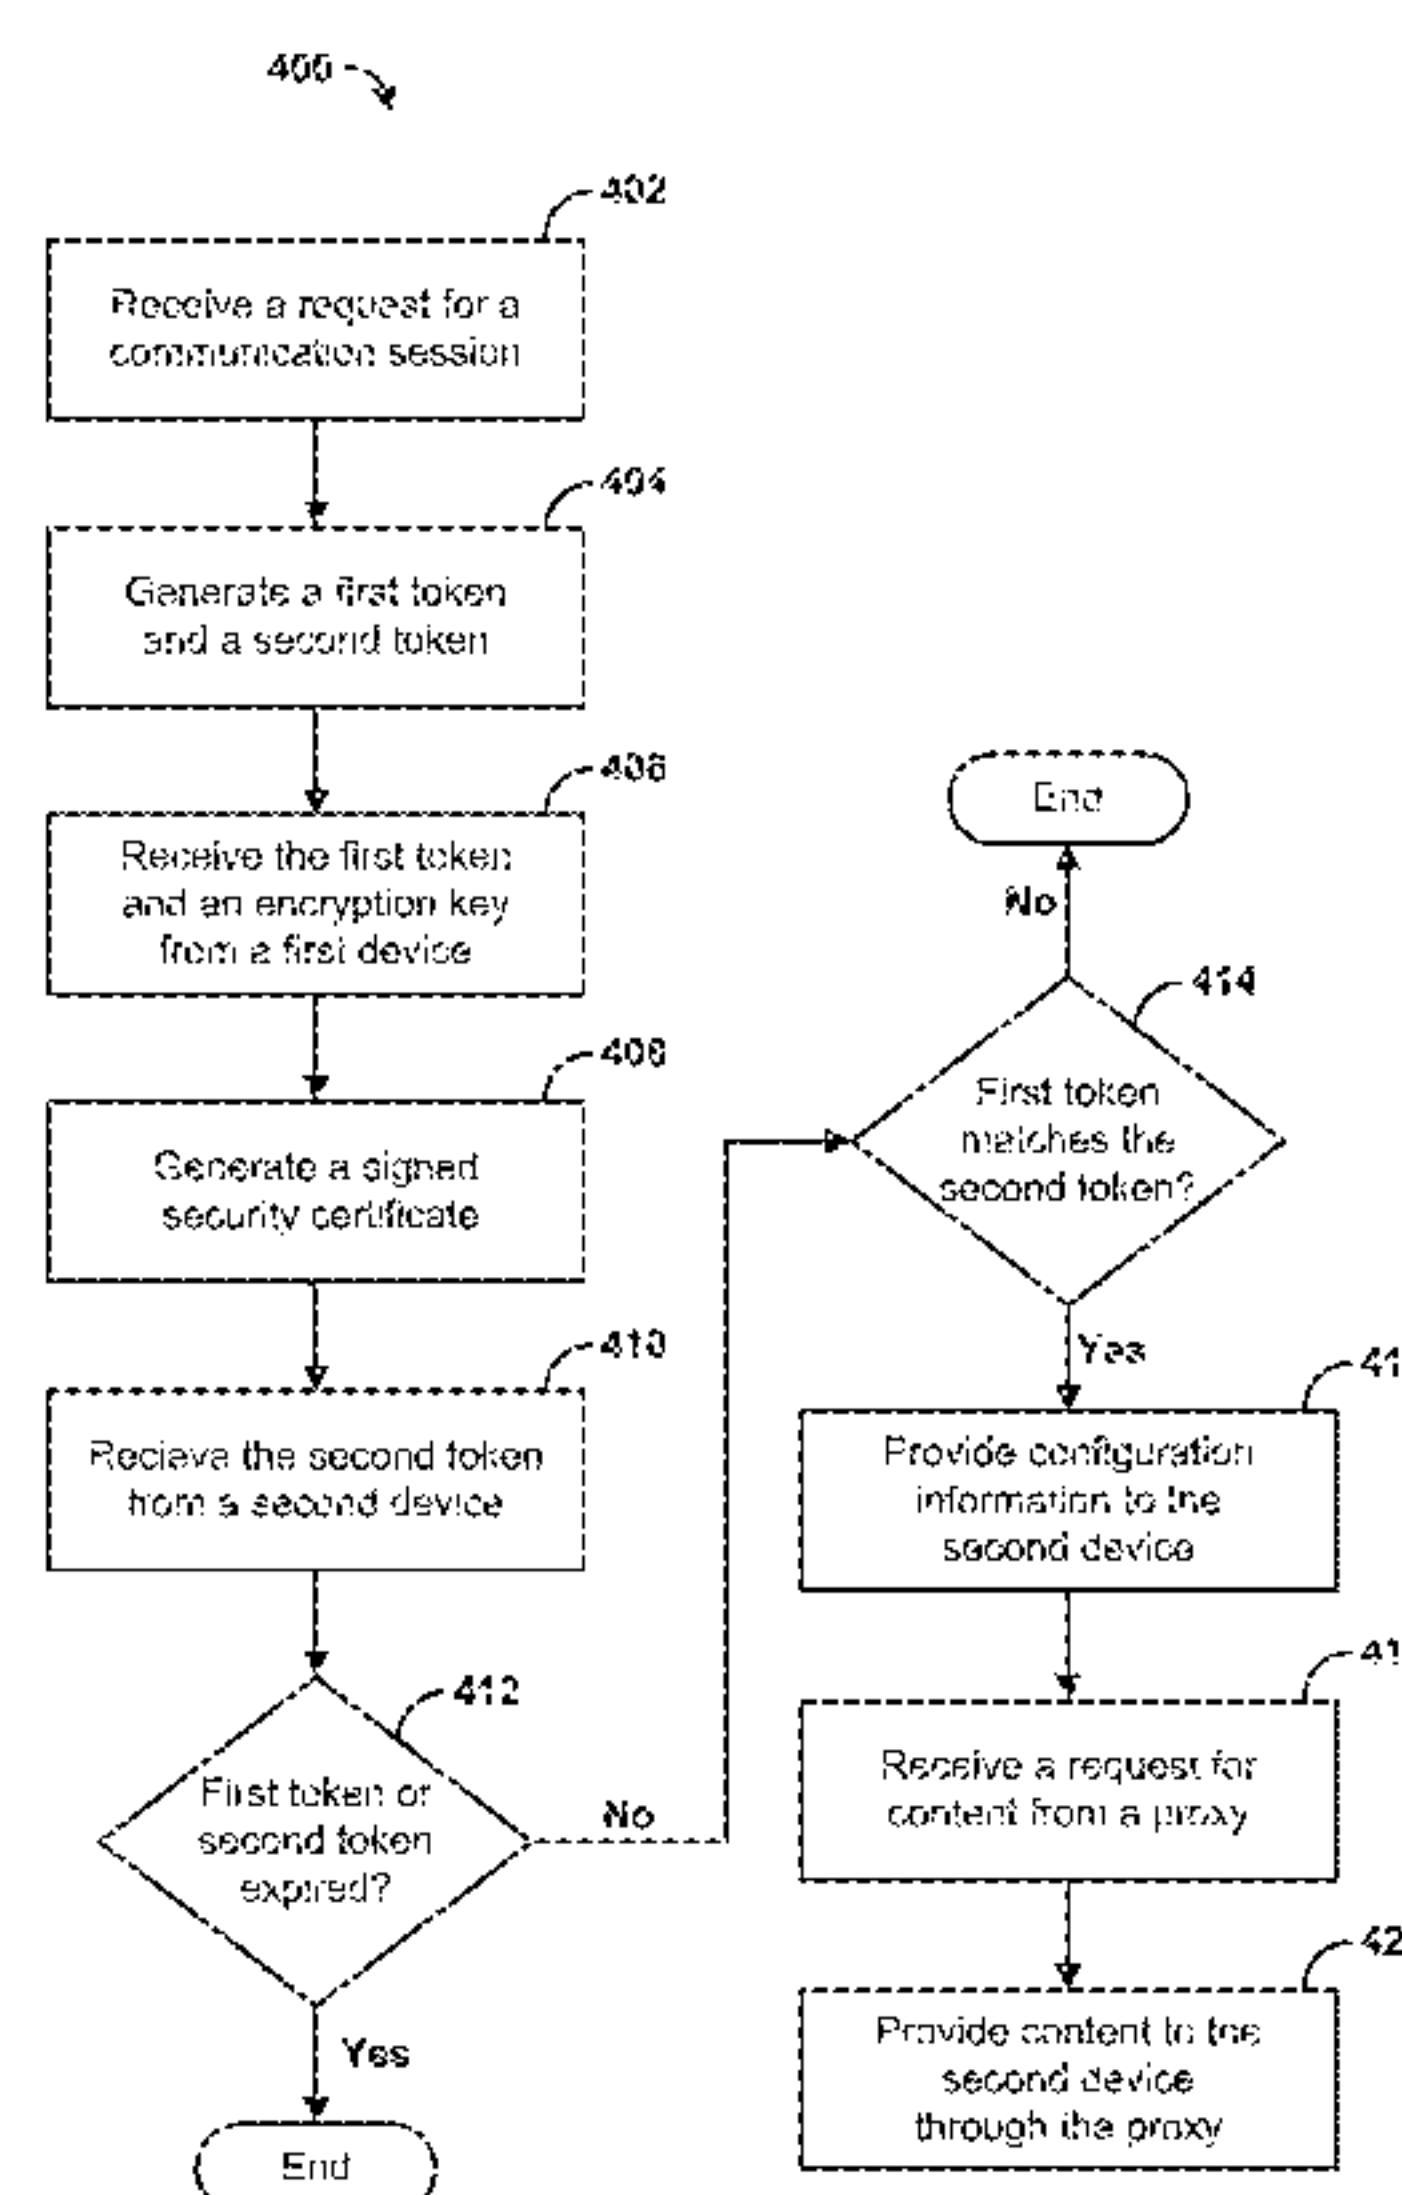 400
402
Receive a request for a
communication session
404
Generate a first token
and a second token
406
Receive the first token
and an encryption key
from a first device
408
Generate a signed
security certificate
410
Recieve the second token
from a second device
412
First token or
second token
expired?
No
Yes
End
End
No
414
First token
matches the
second token?
Yes
41
Provide configuration
information to the
second device
41
Receive a request for
content from a proxy
42
Provide content to the
second device
through the proxy